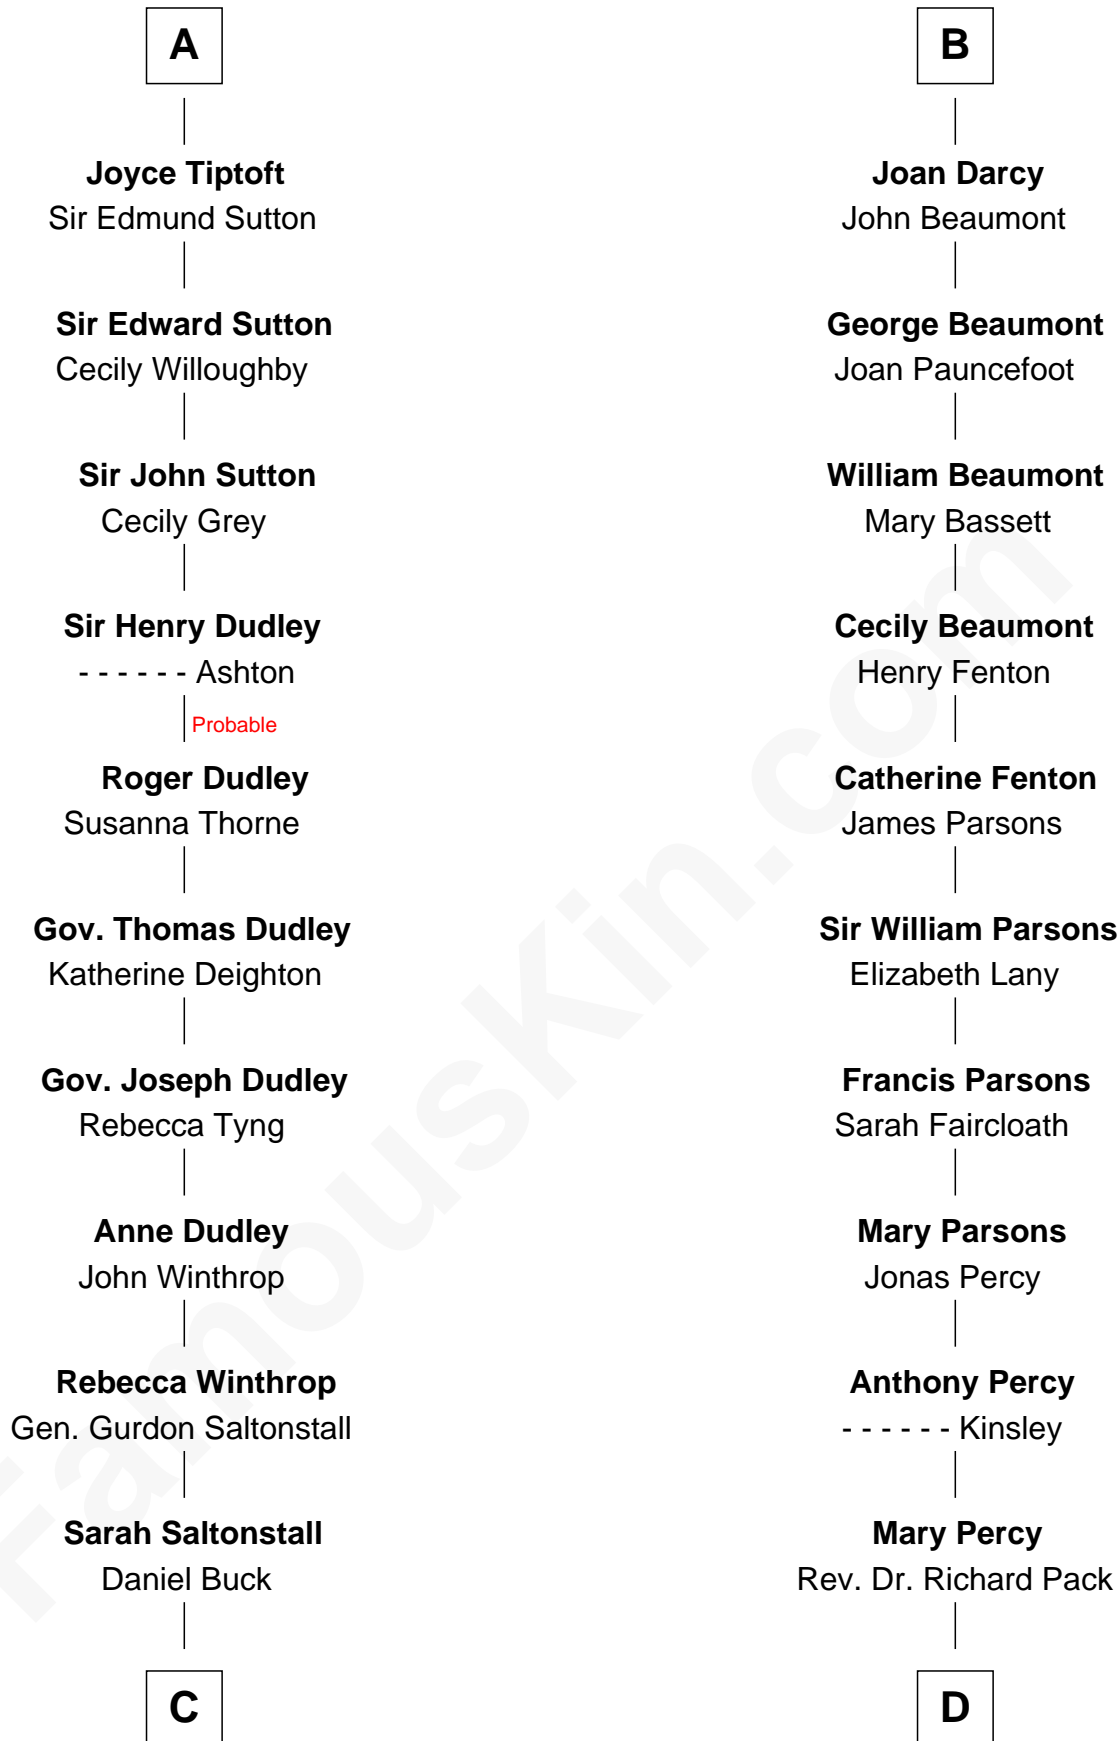 A
Joyce Tiptoft
Sir Edmund Sutton
Sir Edward Sutton
Cecily Willoughby
Sir John Sutton
Cecily Grey
Sir Henry Dudley
- - - - - - Ashton
Probable
Roger Dudley
Susanna Thorne
Gov. Thomas Dudley
Katherine Deighton
Gov. Joseph Dudley
Rebecca Tyng
Anne Dudley
John Winthrop
Rebecca Winthrop
Gen. Gurdon Saltonstall
Sarah Saltonstall
Daniel Buck
C
B
Joan Darcy
John Beaumont
George Beaumont
Joan Pauncefoot
William Beaumont
Mary Bassett
Cecily Beaumont
Henry Fenton
Catherine Fenton
James Parsons
Sir William Parsons
Elizabeth Lany
Francis Parsons
Sarah Faircloath
Mary Parsons
Jonas Percy
Anthony Percy
- - - - - - Kinsley
Mary Percy
Rev. Dr. Richard Pack
D
FamousKin.com